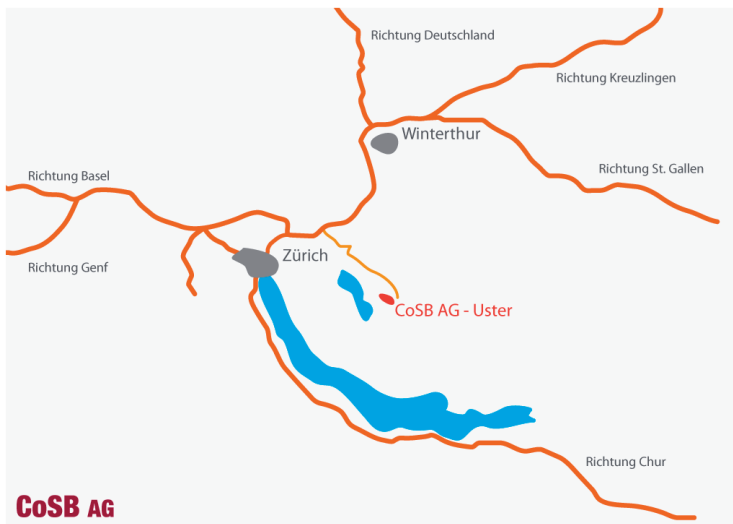 Richtung Deutschland
Richtung Kreuzlingen
Winterthur
Richtung St. Gallen
Richtung Basel
Zürich
Richtung Genf
CoSB AG - Uster
Richtung Chur
CoSB AG